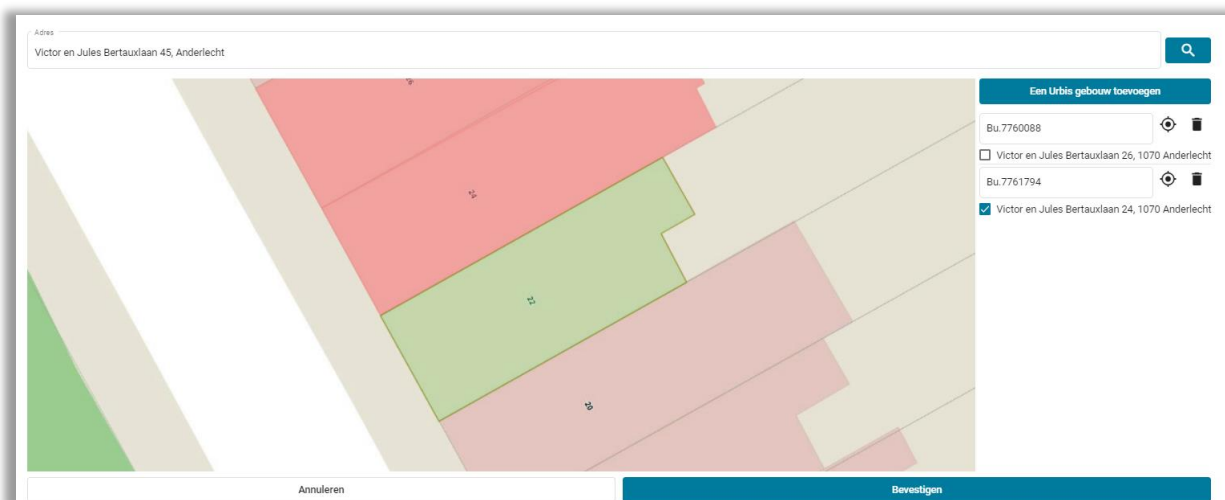 Adres
Victor en Jules Bertauxlaan 45, Anderlecht
Een Urbis gebouw toevoegen
Bu.7760088
Victor en Jules Bertauxlaan 26, 1070 Anderlecht
Bu.7761794
Victor en Jules Bertauxlaan 24, 1070 Anderlecht
26
24
22
20
Annuleren
Bevestigen